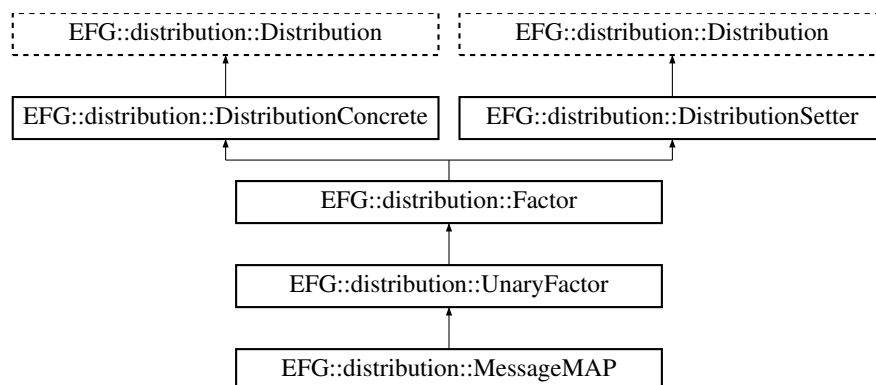 EFG::distribution::Distribution
EFG::distribution::Distribution
EFG::distribution::DistributionConcrete
EFG::distribution::DistributionSetter
EFG::distribution::Factor
EFG::distribution::UnaryFactor
EFG::distribution::MessageMAP